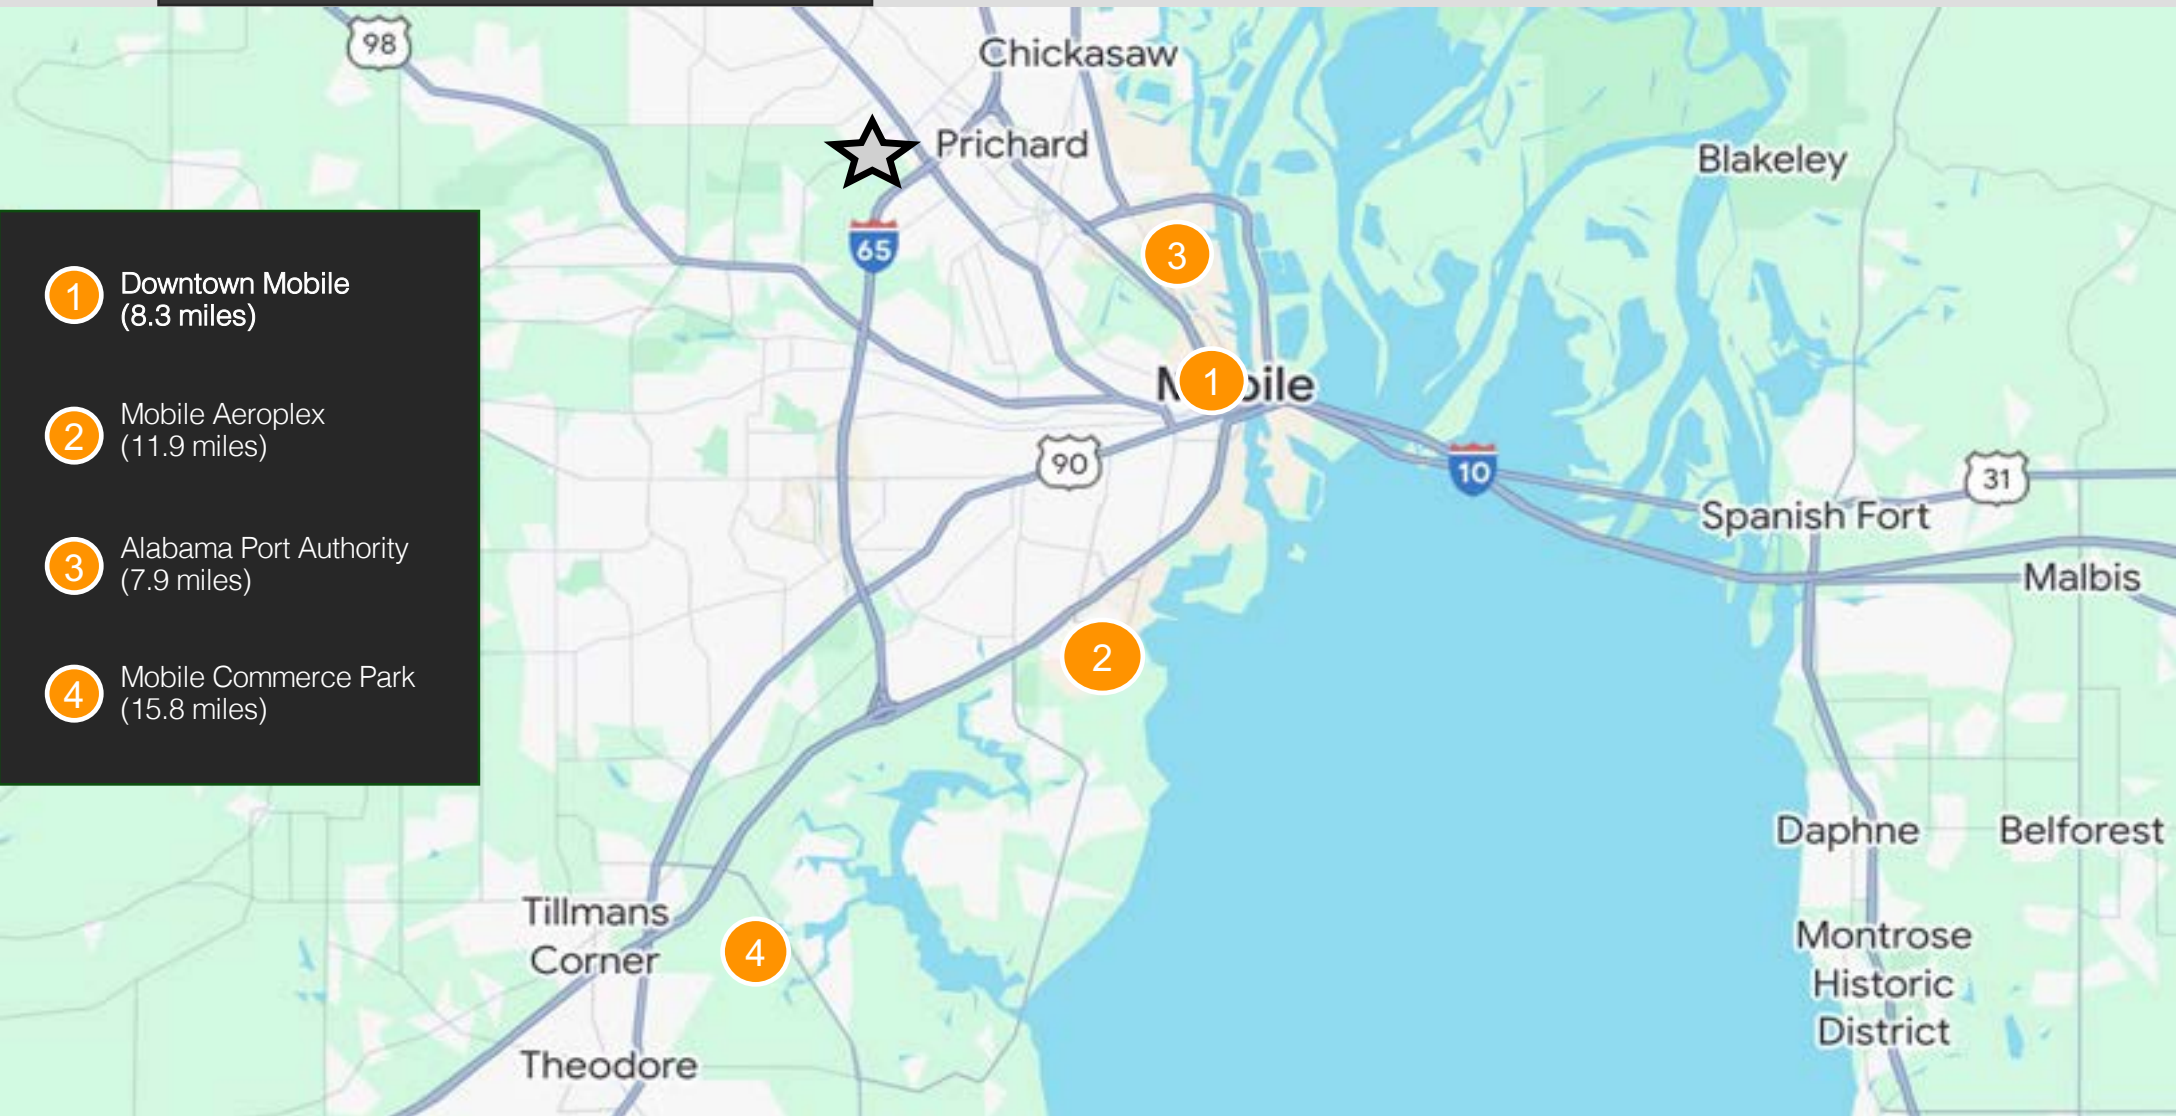 98
Chickasaw
Prichard
Blakeley
65
3
1
Downtown Mobile
(8.3 miles)
2
Mobile Aeroplex
(11.9 miles)
3
Alabama Port Authority
(7.9 miles)
4
Mobile Commerce Park
(15.8 miles)
Mobile
1
90
10
31
Spanish Fort
Malbis
2
Daphne
Belforest
Tillmans
Corner
4
Montrose
Historic
District
Theodore